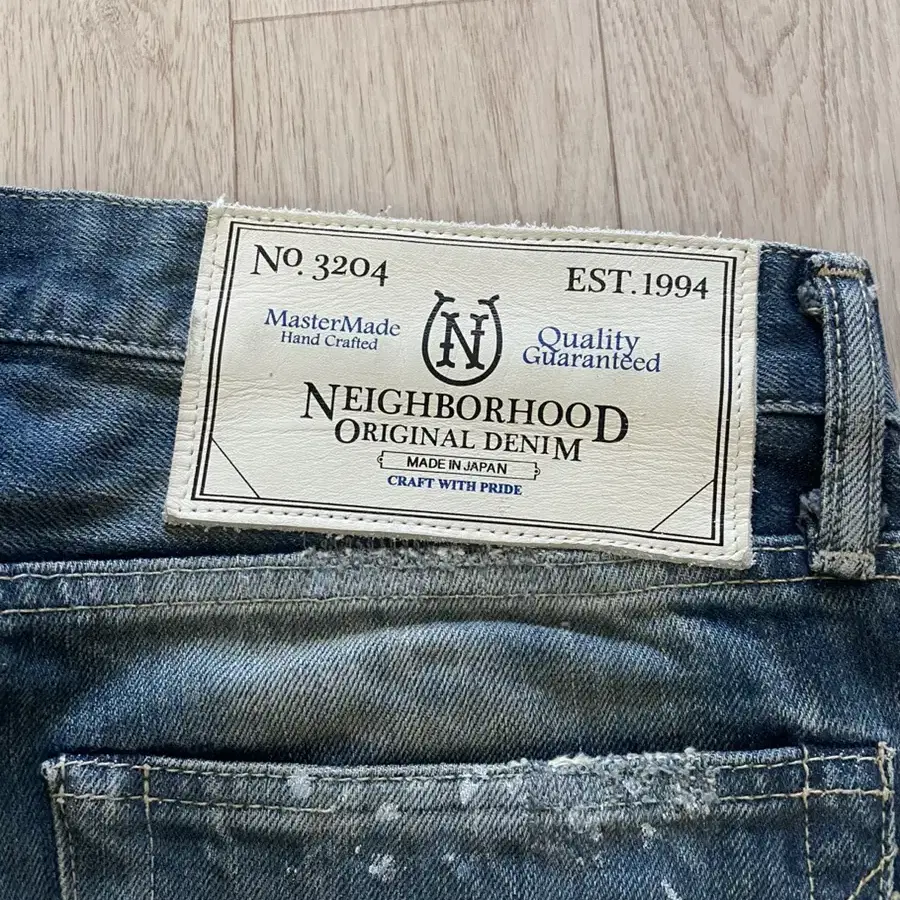 No. 3204
EST. 1994
MasterMade
Hand Crafted
N
Quality
Guaranteed
NEIGHBORHOOD
ORIGINAL DENIM
MADE IN JAPAN
CRAFT WITH PRIDE